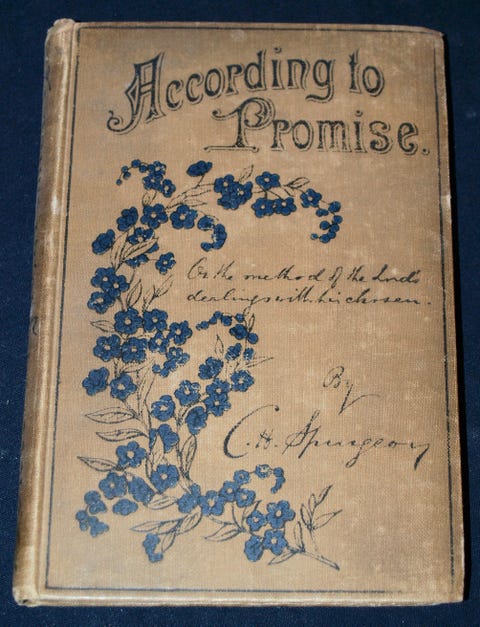 According to
Promise.
Or the method of the Lord's
dealings with his chosen.
By
C. H. Spurgeon